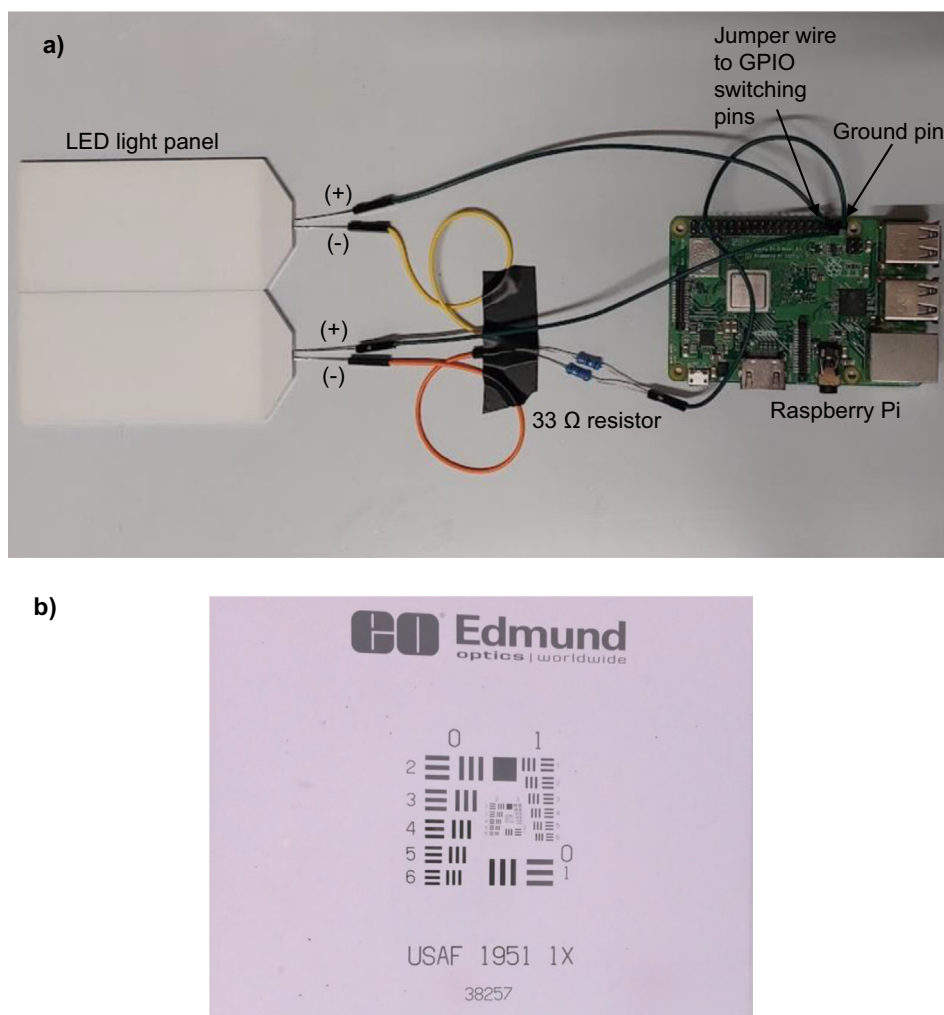 a)
Jumper wire
to GPIO
switching
pins
Ground pin
LED light panel
(+)
(-)
(+)
(-)
33 Ω resistor
Raspberry Pi
b)
EO Edmund
optics | worldwide
0 1
2
3
4
5
6
0
1
USAF 1951 1X
38257